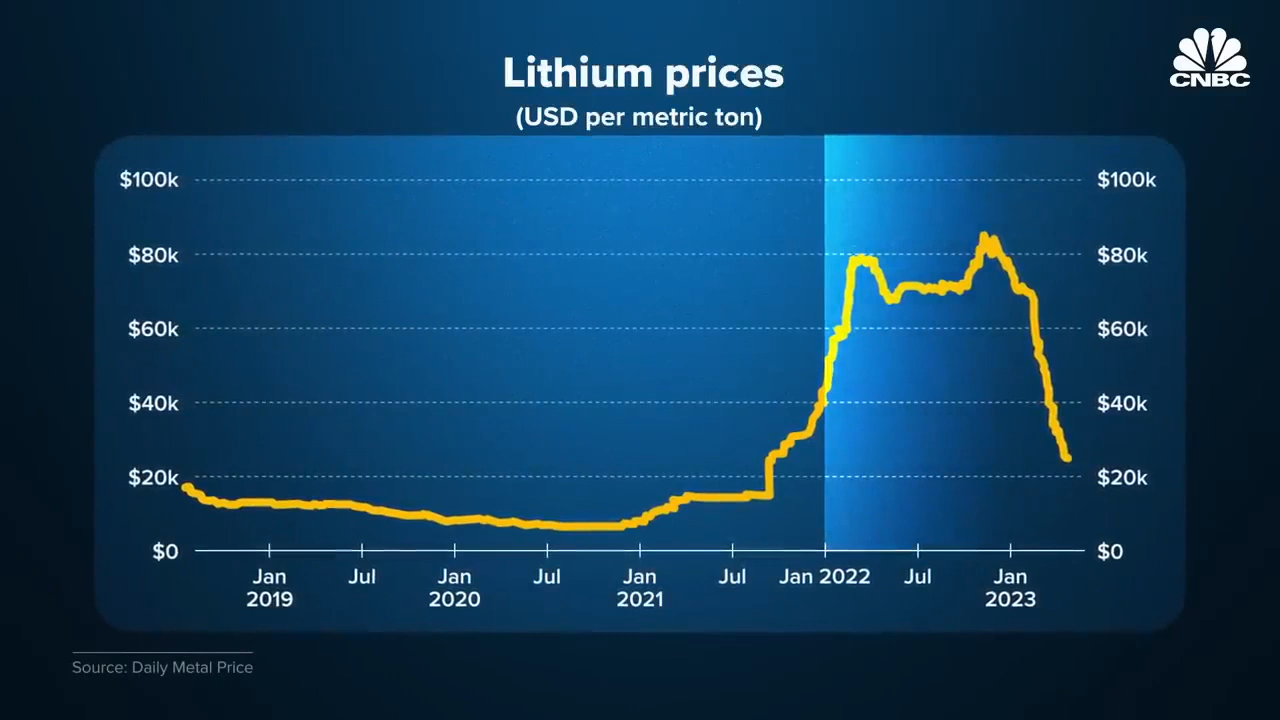 CNBC
Lithium prices
(USD per metric ton)
$100k $100k
$80k $80k
$60k $60k
$40k $40k
$20k $20k
$0 $0
Jan Jul Jan Jul Jan Jul Jan 2022 Jul Jan
2019 2020 2021 2023
Source: Daily Metal Price